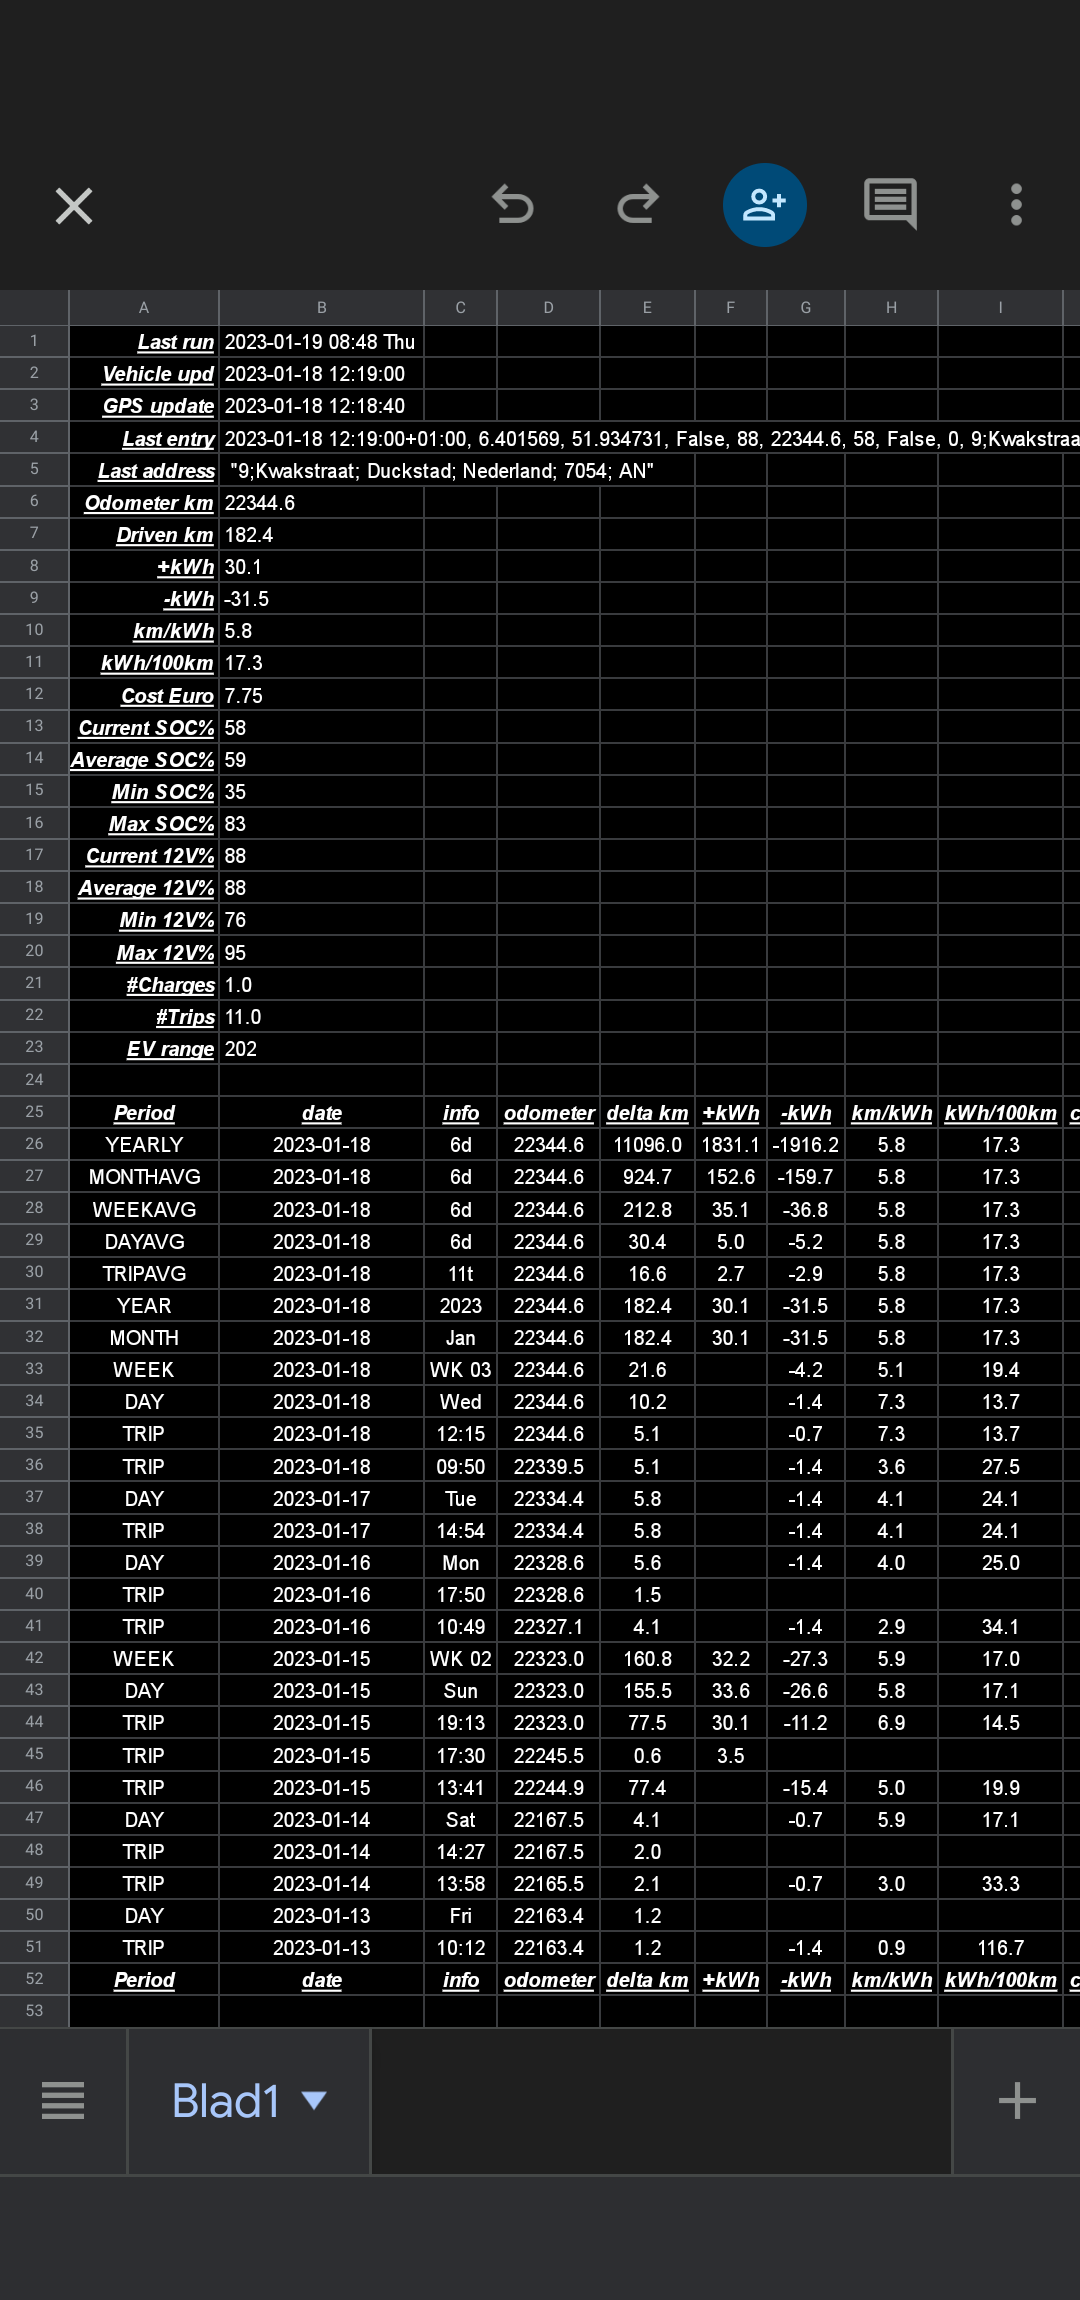 A B C D E F G H I
1 Last run 2023-01-19 08:48 Thu
2 Vehicle upd 2023-01-18 12:19:00
3 GPS update 2023-01-18 12:18:40
4 Last entry 2023-01-18 12:19:00+01:00, 6.401569, 51.934731, False, 88, 22344.6, 58, False, 0, 9;Kwakstraa
5 Last address "9;Kwakstraat; Duckstad; Nederland; 7054; AN"
6 Odometer km 22344.6
7 Driven km 182.4
8 +kWh 30.1
9 -kWh -31.5
10 km/kWh 5.8
11 kWh/100km 17.3
12 Cost Euro 7.75
13 Current SOC% 58
14 Average SOC% 59
15 Min SOC% 35
16 Max SOC% 83
17 Current 12V% 88
18 Average 12V% 88
19 Min 12V% 76
20 Max 12V% 95
21 #Charges 1.0
22 #Trips 11.0
23 EV range 202
24
25 Period date info odometer delta km +kWh -kWh km/kWh kWh/100km c
26 YEARLY 2023-01-18 6d 22344.6 11096.0 1831.1 -1916.2 5.8 17.3
27 MONTHAVG 2023-01-18 6d 22344.6 924.7 152.6 -159.7 5.8 17.3
28 WEEKAVG 2023-01-18 6d 22344.6 212.8 35.1 -36.8 5.8 17.3
29 DAYAVG 2023-01-18 6d 22344.6 30.4 5.0 -5.2 5.8 17.3
30 TRIPAVG 2023-01-18 11t 22344.6 16.6 2.7 -2.9 5.8 17.3
31 YEAR 2023-01-18 2023 22344.6 182.4 30.1 -31.5 5.8 17.3
32 MONTH 2023-01-18 Jan 22344.6 182.4 30.1 -31.5 5.8 17.3
33 WEEK 2023-01-18 WK 03 22344.6 21.6 -4.2 5.1 19.4
34 DAY 2023-01-18 Wed 22344.6 10.2 -1.4 7.3 13.7
35 TRIP 2023-01-18 12:15 22344.6 5.1 -0.7 7.3 13.7
36 TRIP 2023-01-18 09:50 22339.5 5.1 -1.4 3.6 27.5
37 DAY 2023-01-17 Tue 22334.4 5.8 -1.4 4.1 24.1
38 TRIP 2023-01-17 14:54 22334.4 5.8 -1.4 4.1 24.1
39 DAY 2023-01-16 Mon 22328.6 5.6 -1.4 4.0 25.0
40 TRIP 2023-01-16 17:50 22328.6 1.5
41 TRIP 2023-01-16 10:49 22327.1 4.1 -1.4 2.9 34.1
42 WEEK 2023-01-15 WK 02 22323.0 160.8 32.2 -27.3 5.9 17.0
43 DAY 2023-01-15 Sun 22323.0 155.5 33.6 -26.6 5.8 17.1
44 TRIP 2023-01-15 19:13 22323.0 77.5 30.1 -11.2 6.9 14.5
45 TRIP 2023-01-15 17:30 22245.5 0.6 3.5
46 TRIP 2023-01-15 13:41 22244.9 77.4 -15.4 5.0 19.9
47 DAY 2023-01-14 Sat 22167.5 4.1 -0.7 5.9 17.1
48 TRIP 2023-01-14 14:27 22167.5 2.0
49 TRIP 2023-01-14 13:58 22165.5 2.1 -0.7 3.0 33.3
50 DAY 2023-01-13 Fri 22163.4 1.2
51 TRIP 2023-01-13 10:12 22163.4 1.2 -1.4 0.9 116.7
52 Period date info odometer delta km +kWh -kWh km/kWh kWh/100km c
53
Blad1